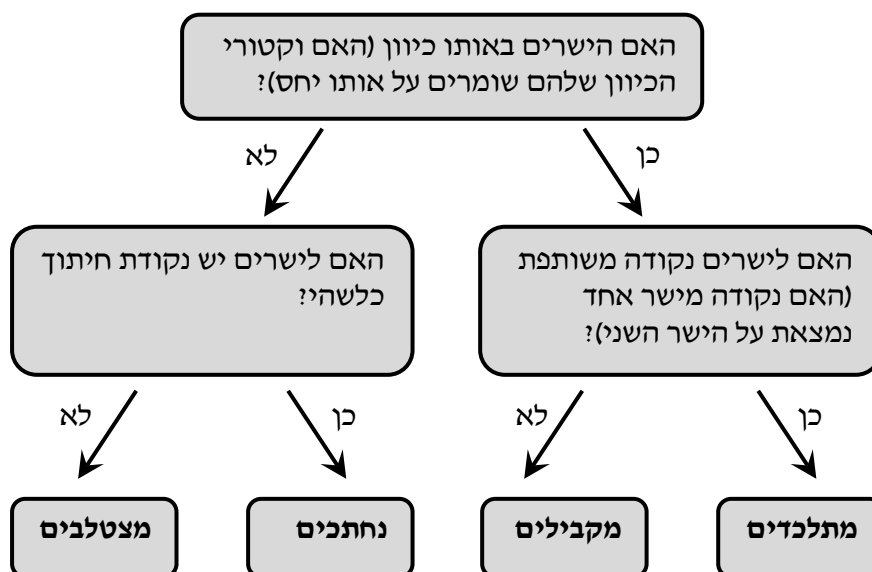 האם הישרים באותו כיוון (האם וקטורי
הכיוון שלהם שומרים על אותו יחס)?
כן
לא
האם לישרים נקודה משותפת
(האם נקודה מישר אחד
נמצאת על הישר השני)?
האם לישרים יש נקודת חיתוך
כלשהי?
כן
לא
כן
לא
מתלכדים
מקבילים
נחתכים
מצטלבים